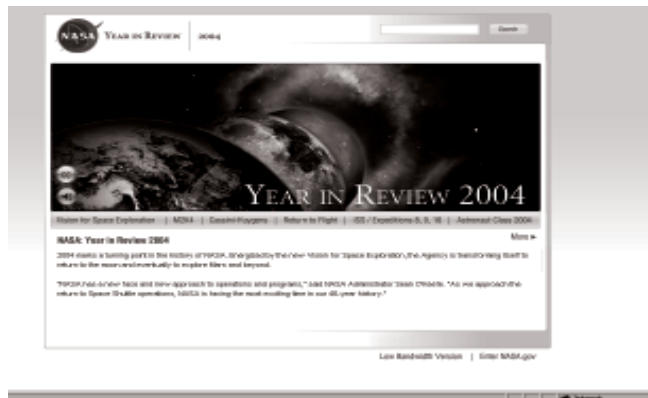 NASA YEAR IN REVIEW 2004 Search
YEAR IN REVIEW 2004
Vision for Space Exploration | M2K4 | Cassini-Huygens | Return to Flight | ISS / Expeditions 8, 9, 10 | Astronaut Class 2004
NASA: Year in Review 2004 More
2004 marks a turning point in the history of NASA. Energized by the new Vision for Space Exploration, the Agency is transforming itself to
return to the moon and eventually to explore Mars and beyond.
"NASA has a new face and new approach to operations and programs," said NASA Administrator Sean O'Keefe. "As we approach the
return to Space Shuttle operations, NASA is facing the most exciting time in our 46-year history."
Low Bandwidth Version | Enter NASA.gov
Internet